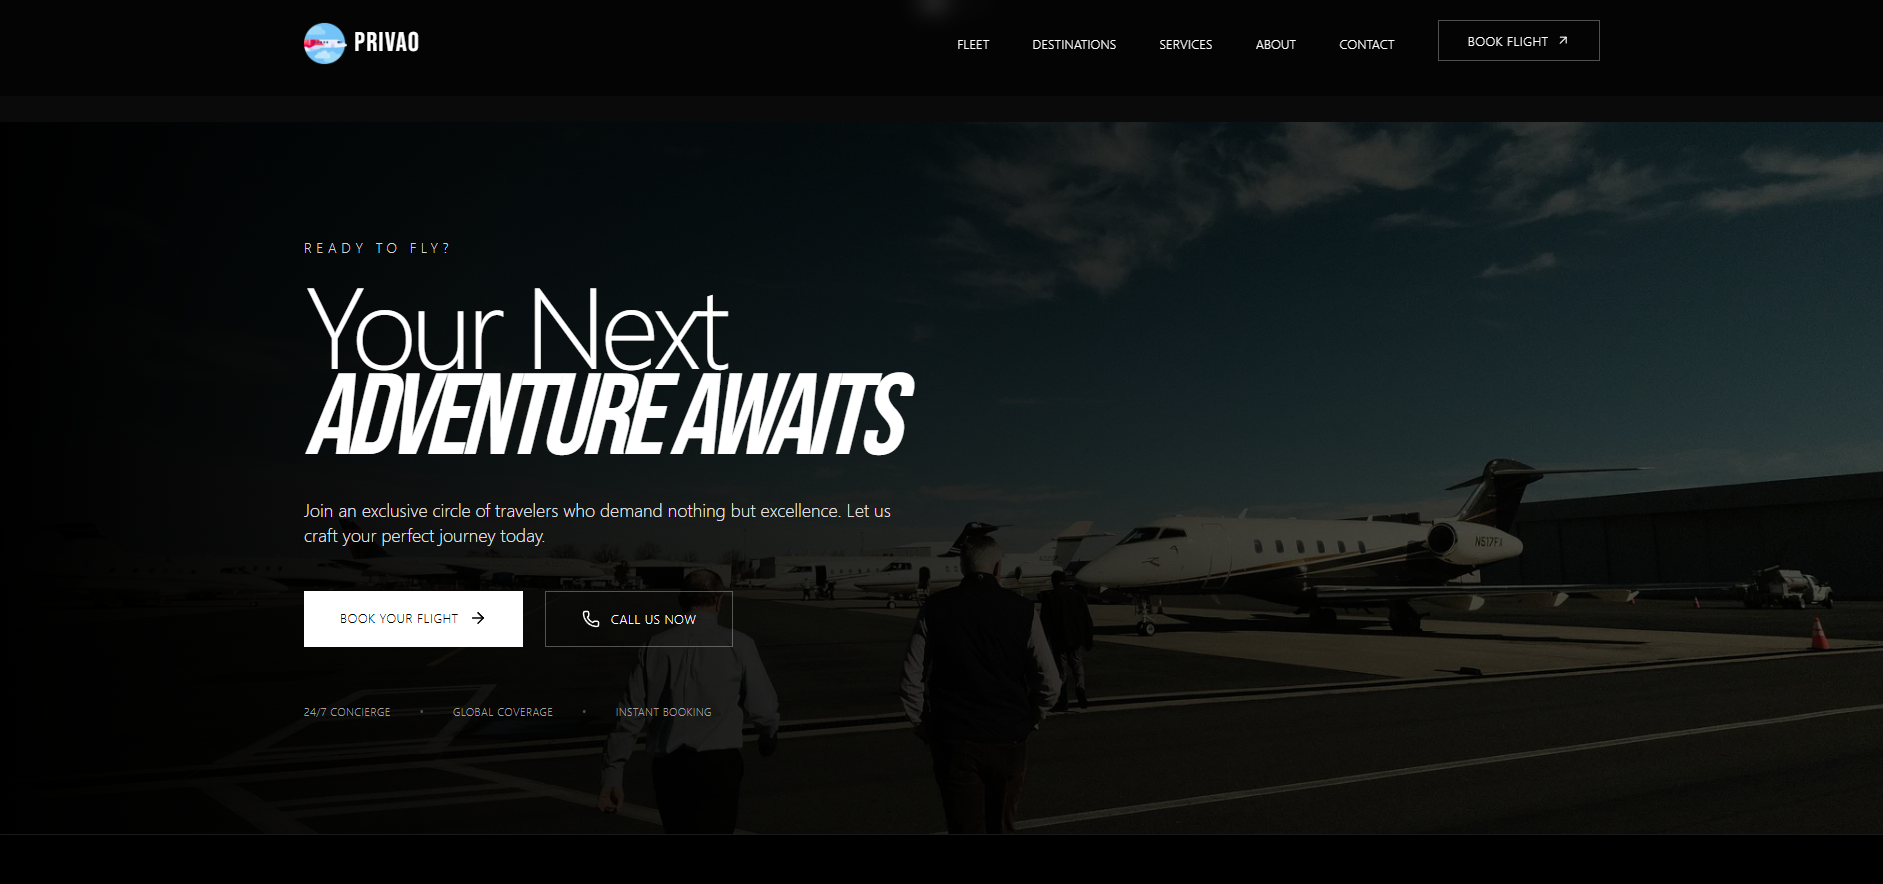 PRIVAO
FLEET
DESTINATIONS
SERVICES
ABOUT
CONTACT
BOOK FLIGHT
READY TO FLY?
Your Next
ADVENTURE AWAITS
Join an exclusive circle of travelers who demand nothing but excellence. Let us
craft your perfect journey today.
BOOK YOUR FLIGHT
CALL US NOW
24/7 CONCIERGE • GLOBAL COVERAGE • INSTANT BOOKING